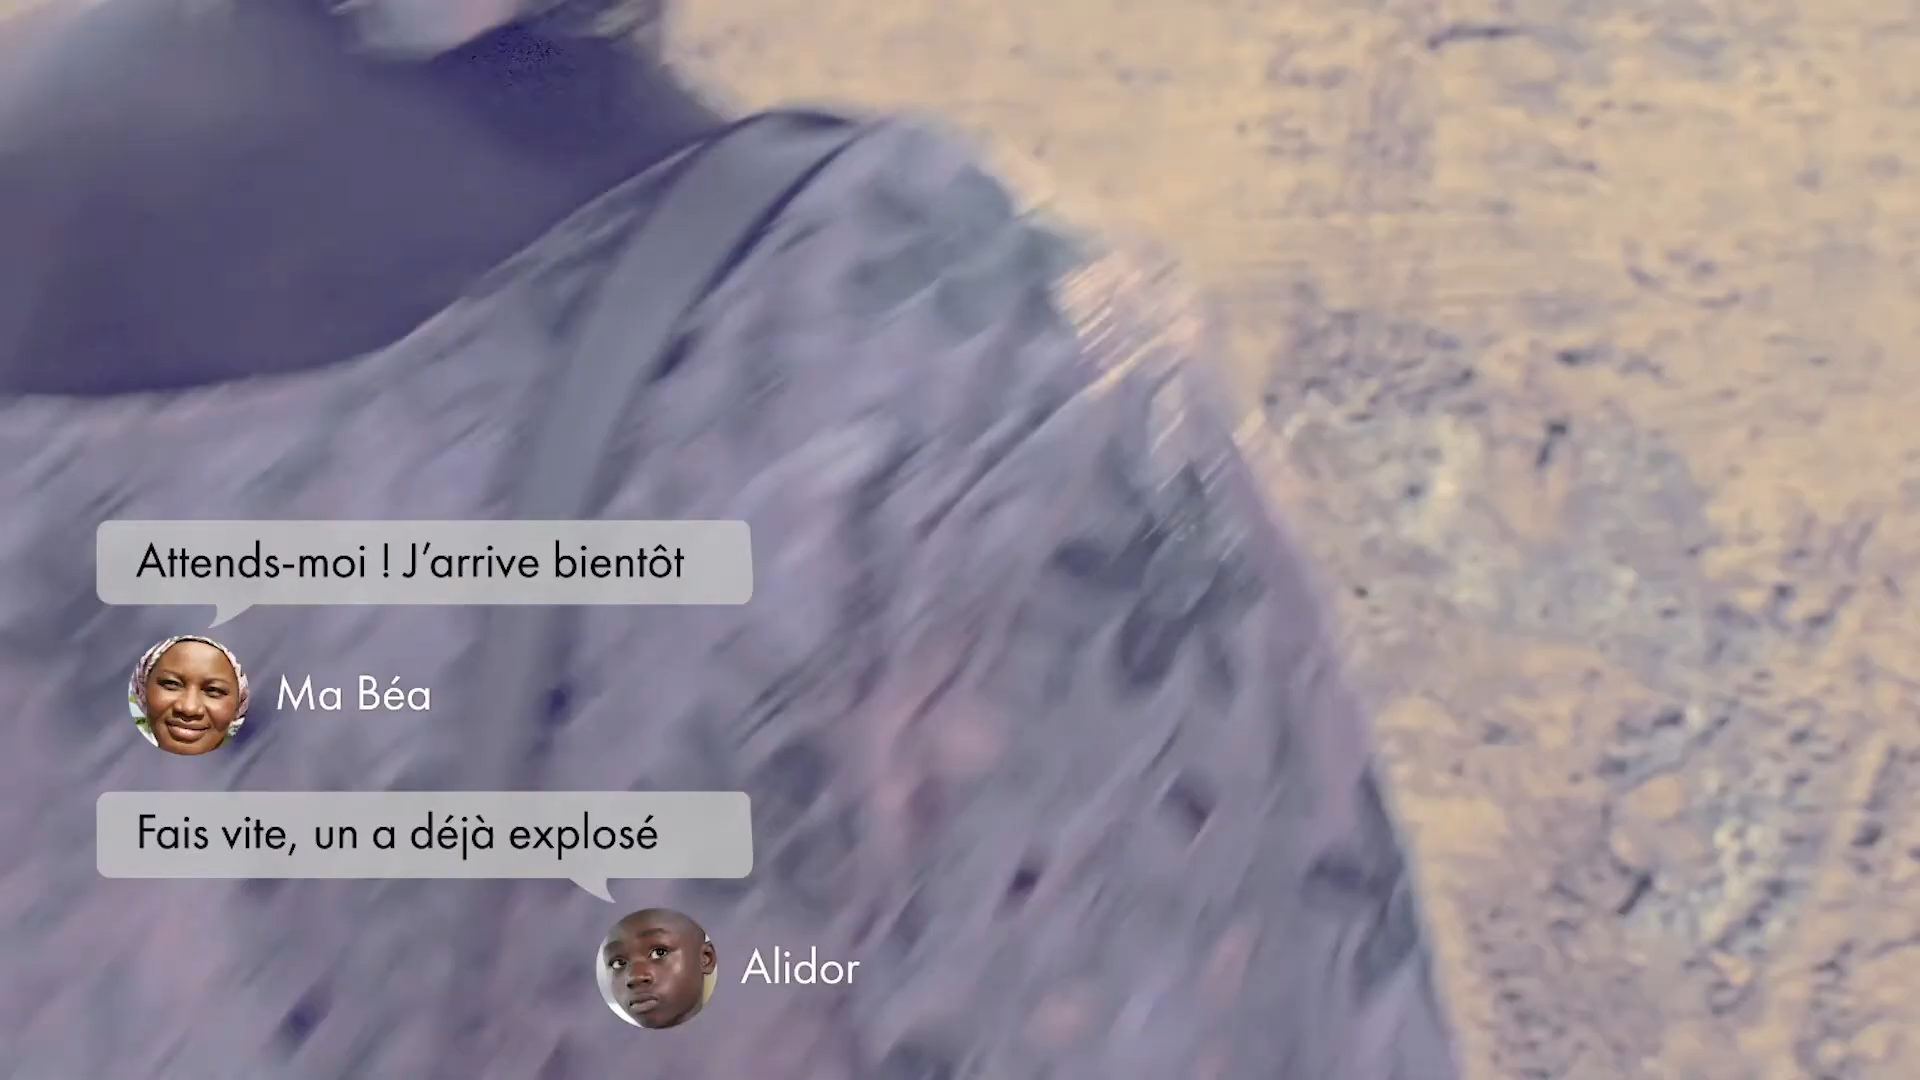 Attends-moi ! J’arrive bientôt
Ma Béa
Fais vite, un a déjà explosé
Alidor